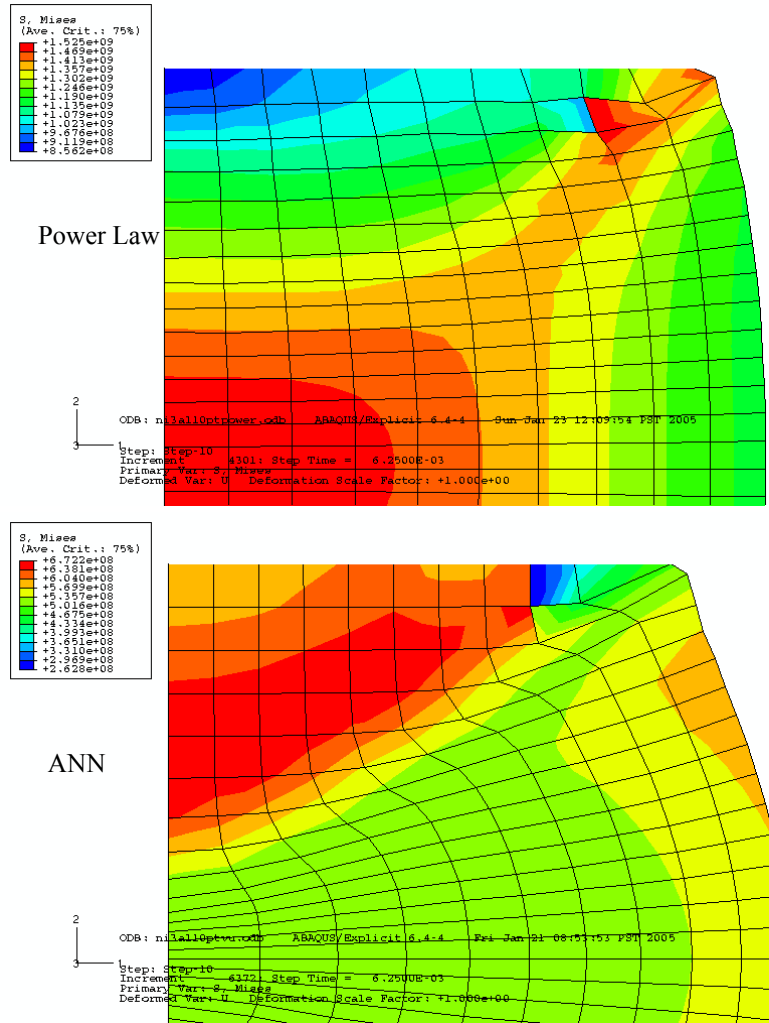 S, Mises
(Ave. Crit.: 75%)
+1.525e+09
+1.469e+09
+1.413e+09
+1.357e+09
+1.302e+09
+1.246e+09
+1.190e+09
+1.135e+09
+1.079e+09
+1.023e+09
+9.676e+08
+9.119e+08
+8.562e+08
Power Law
2
3 1
ODB: ni3al10ptpower.odb ABAQUS/Explicit 6.4-4 Sun Jan 23 12:09:54 PST 2005
Step: Step-10
Increment 4301: Step Time = 6.2500E-03
Primary Var: S, Mises
Deformed Var: U Deformation Scale Factor: +1.000e+00
S, Mises
(Ave. Crit.: 75%)
+6.722e+08
+6.381e+08
+6.040e+08
+5.699e+08
+5.357e+08
+5.016e+08
+4.675e+08
+4.334e+08
+3.993e+08
+3.651e+08
+3.310e+08
+2.969e+08
+2.628e+08
ANN
2
3 1
ODB: ni3al10ptvu.odb ABAQUS/Explicit 6.4-4 Fri Jan 21 08:53:53 PST 2005
Step: Step-10
Increment 6372: Step Time = 6.2500E-03
Primary Var: S, Mises
Deformed Var: U Deformation Scale Factor: +1.000e+00